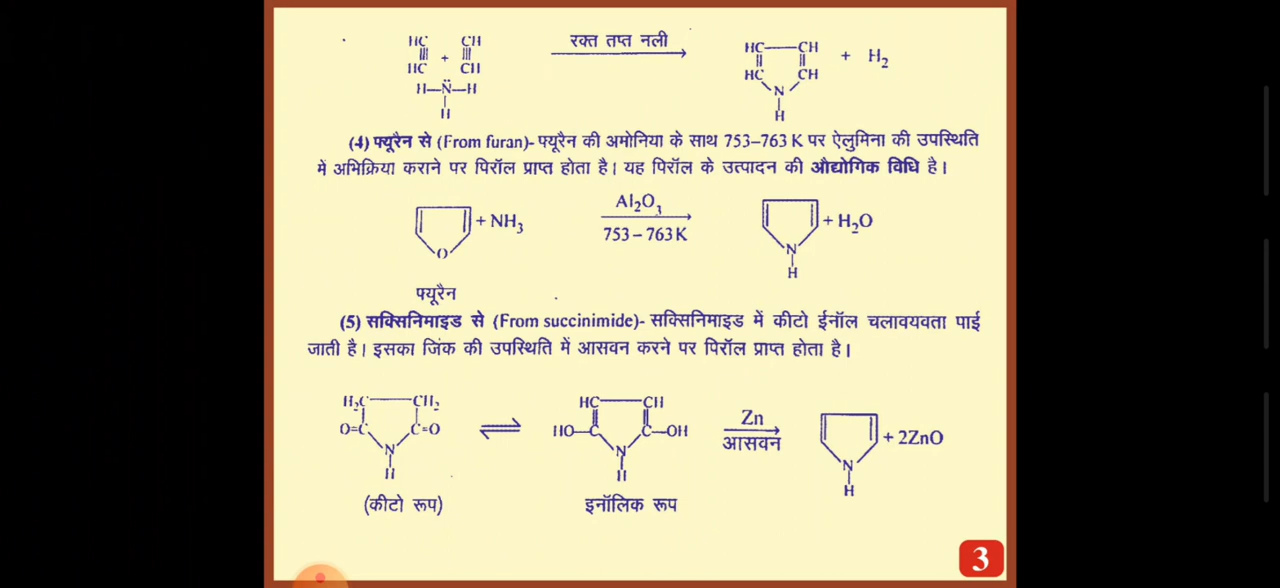 HC CH रक्त तप्त नली HC—CH + H₂
||| + ||| || ||
HC CH HC CH
H—N̈—H N
| |
H H
(4) फ्यूरैन से (From furan)- फ्यूरैन की अमोनिया के साथ 753–763 K पर ऐलुमिना की उपस्थिति
में अभिक्रिया कराने पर पिरॉल प्राप्त होता है। यह पिरॉल के उत्पादन की औद्योगिक विधि है।
Al₂O₃
+ NH₃ + H₂O
753 – 763 K
O N
H
फ्यूरैन
(5) सक्सिनिमाइड से (From succinimide)- सक्सिनिमाइड में कीटो ईनॉल चलावयवता पाई
जाती है। इसका जिंक की उपस्थिति में आसवन करने पर पिरॉल प्राप्त होता है।
H₂C—CH₂ HC—CH Zn
O=C C=O ⇌ HO—C C—OH आसवन + 2ZnO
N N N
H H H
(कीटो रूप) इनॉलिक रूप
3